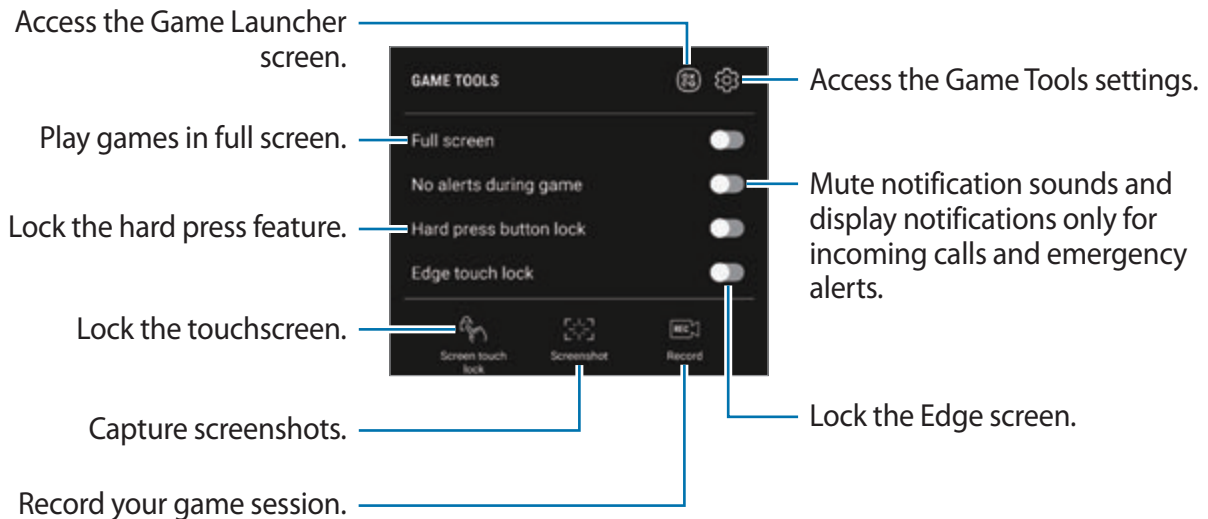 Access the Game Launcher
screen.
GAME TOOLS
Access the Game Tools settings.
Play games in full screen.
Full screen
No alerts during game
Mute notification sounds and
display notifications only for
incoming calls and emergency
alerts.
Lock the hard press feature.
Hard press button lock
Edge touch lock
Lock the touchscreen.
Screen touch
lock
Screenshot
REC
Record
Lock the Edge screen.
Capture screenshots.
Record your game session.